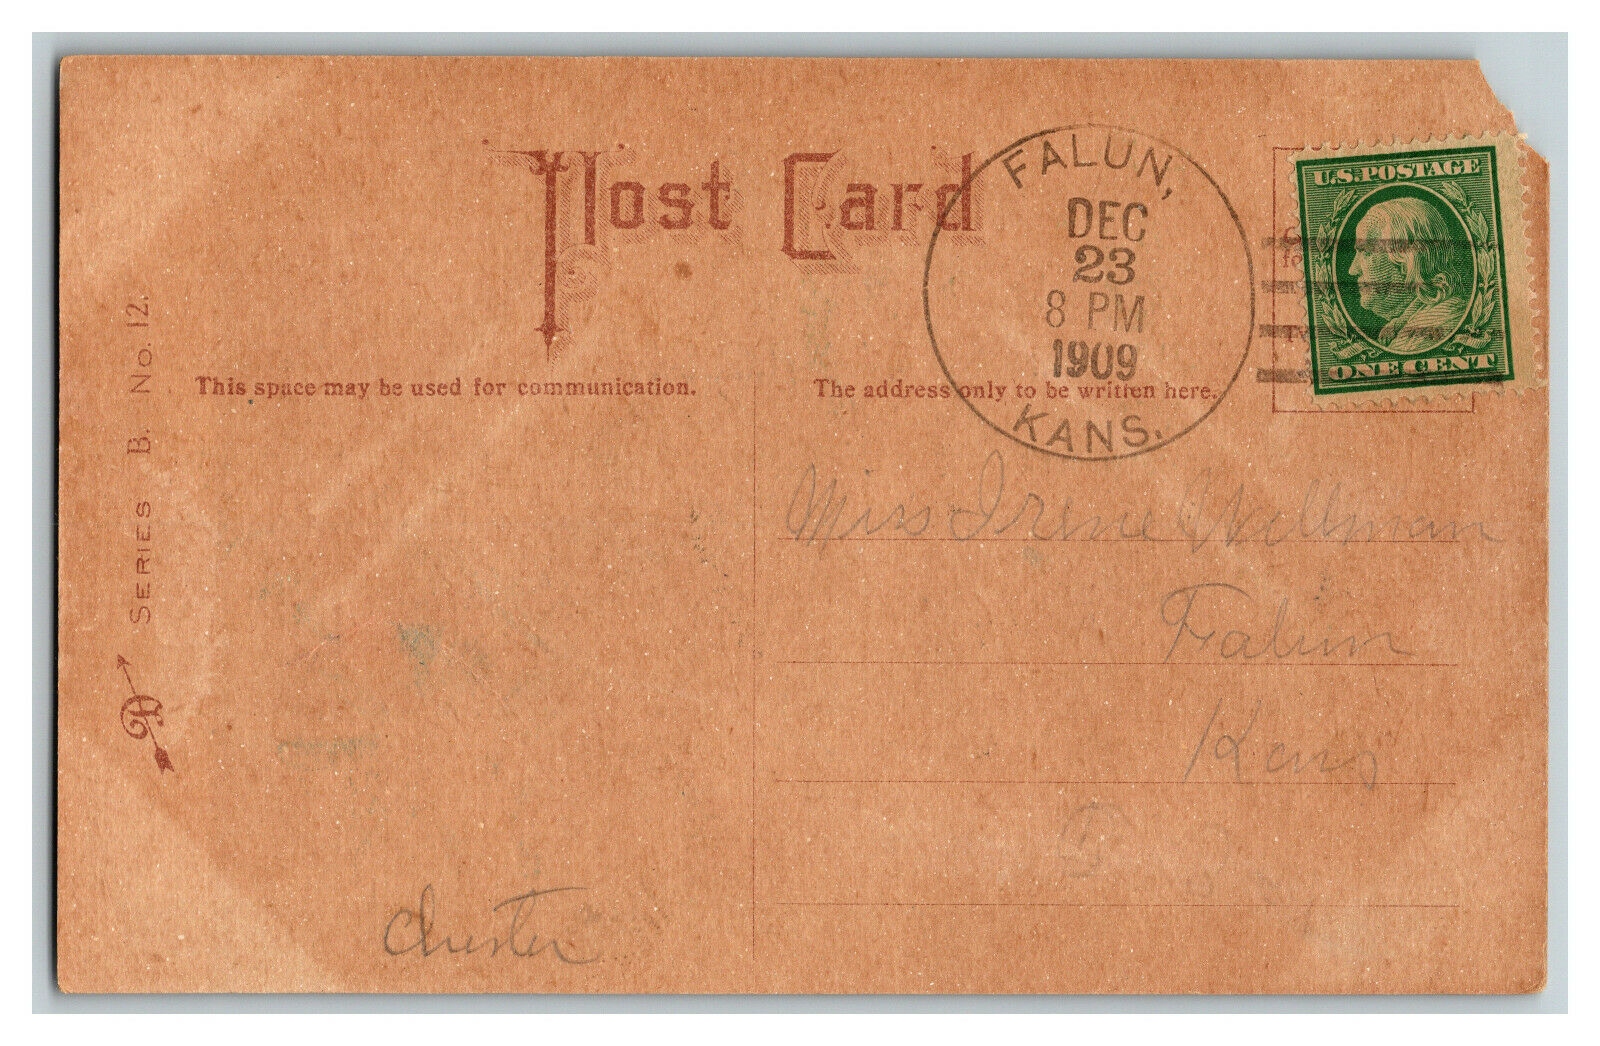 Post Card
FALUN,
DEC
23
8 PM
1909
KANS.
U.S. POSTAGE
ONE CENT
This space may be used for communication.
The address only to be written here.
SERIES B. No. 12.
Miss Irene Wellman
Falun
Kans
Chester